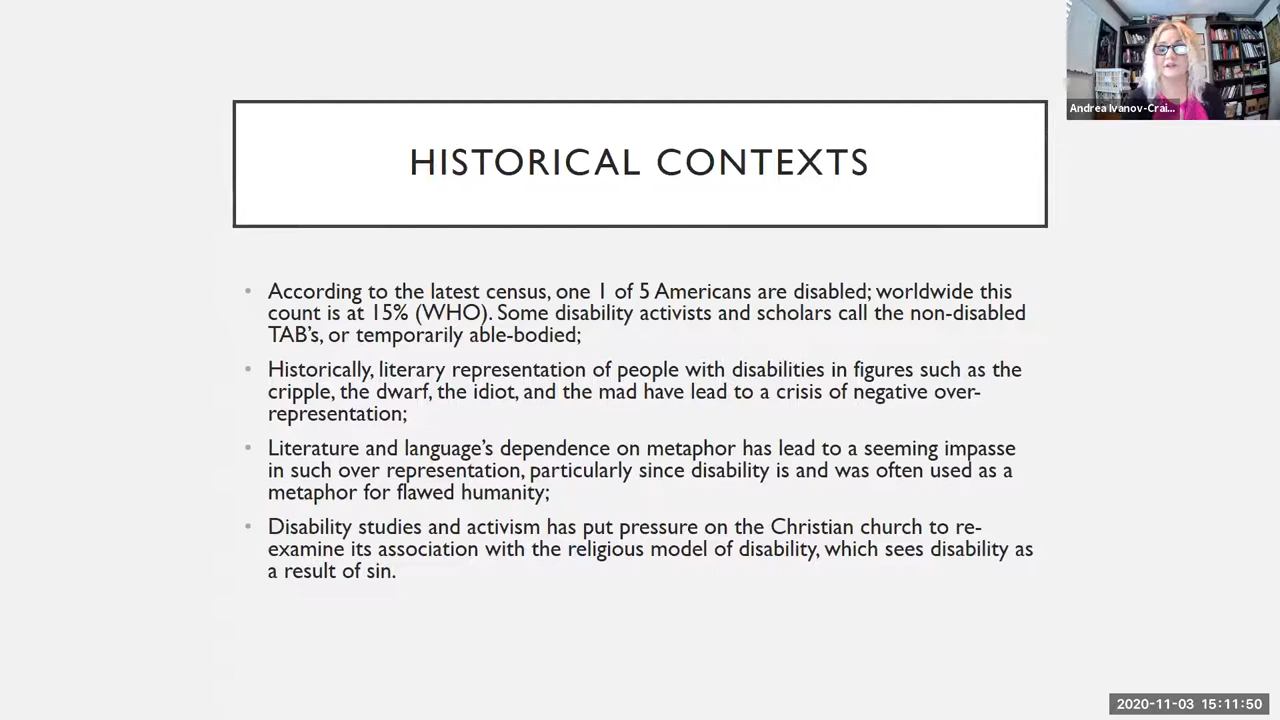 Andrea Ivanov-Crai...
HISTORICAL CONTEXTS
• According to the latest census, one 1 of 5 Americans are disabled; worldwide this
count is at 15% (WHO). Some disability activists and scholars call the non-disabled
TAB's, or temporarily able-bodied;
• Historically, literary representation of people with disabilities in figures such as the
cripple, the dwarf, the idiot, and the mad have lead to a crisis of negative over-
representation;
• Literature and language's dependence on metaphor has lead to a seeming impasse
in such over representation, particularly since disability is and was often used as a
metaphor for flawed humanity;
• Disability studies and activism has put pressure on the Christian church to re-
examine its association with the religious model of disability, which sees disability as
a result of sin.
2020-11-03 15:11:50